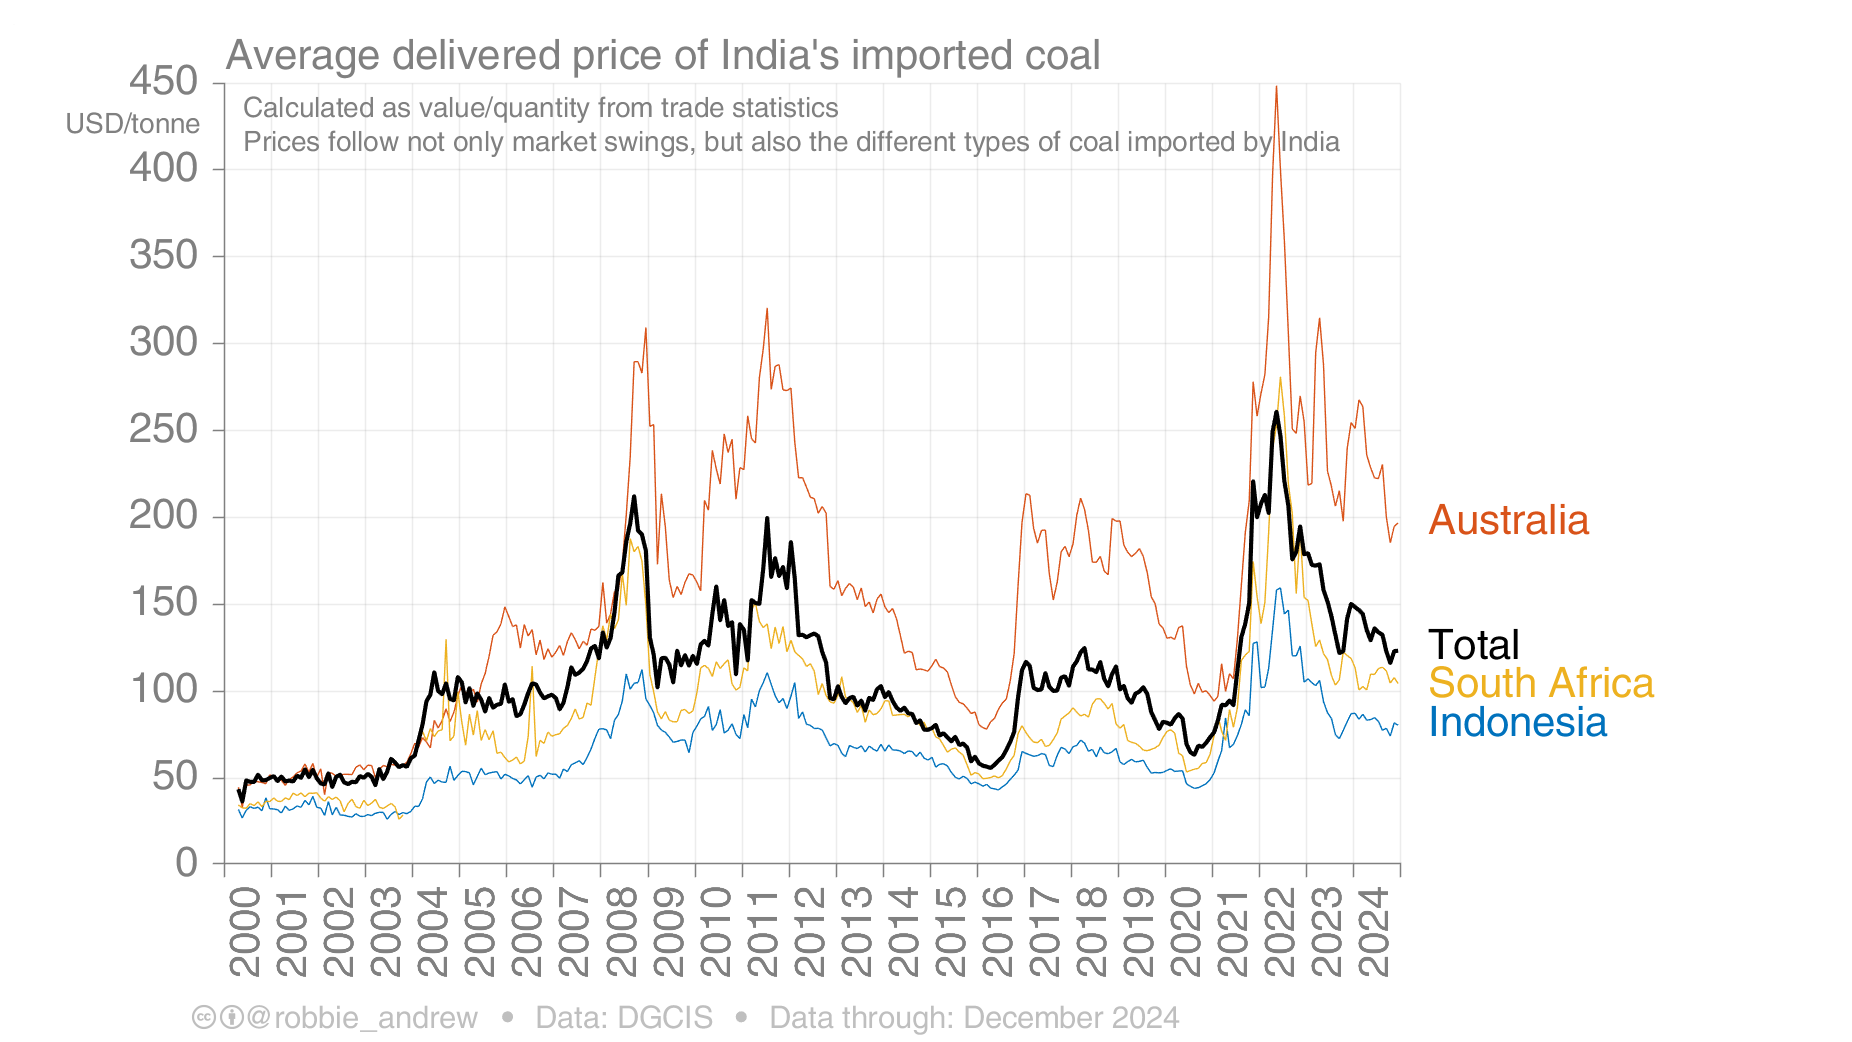 Average delivered price of India's imported coal
450
USD/tonne
Calculated as value/quantity from trade statistics
Prices follow not only market swings, but also the different types of coal imported by India
400
350
300
250
200
150
100
50
0
Australia
Total
South Africa
Indonesia
2000 2001 2002 2003 2004 2005 2006 2007 2008 2009 2010 2011 2012 2013 2014 2015 2016 2017 2018 2019 2020 2021 2022 2023 2024
@robbie_andrew • Data: DGCIS • Data through: December 2024